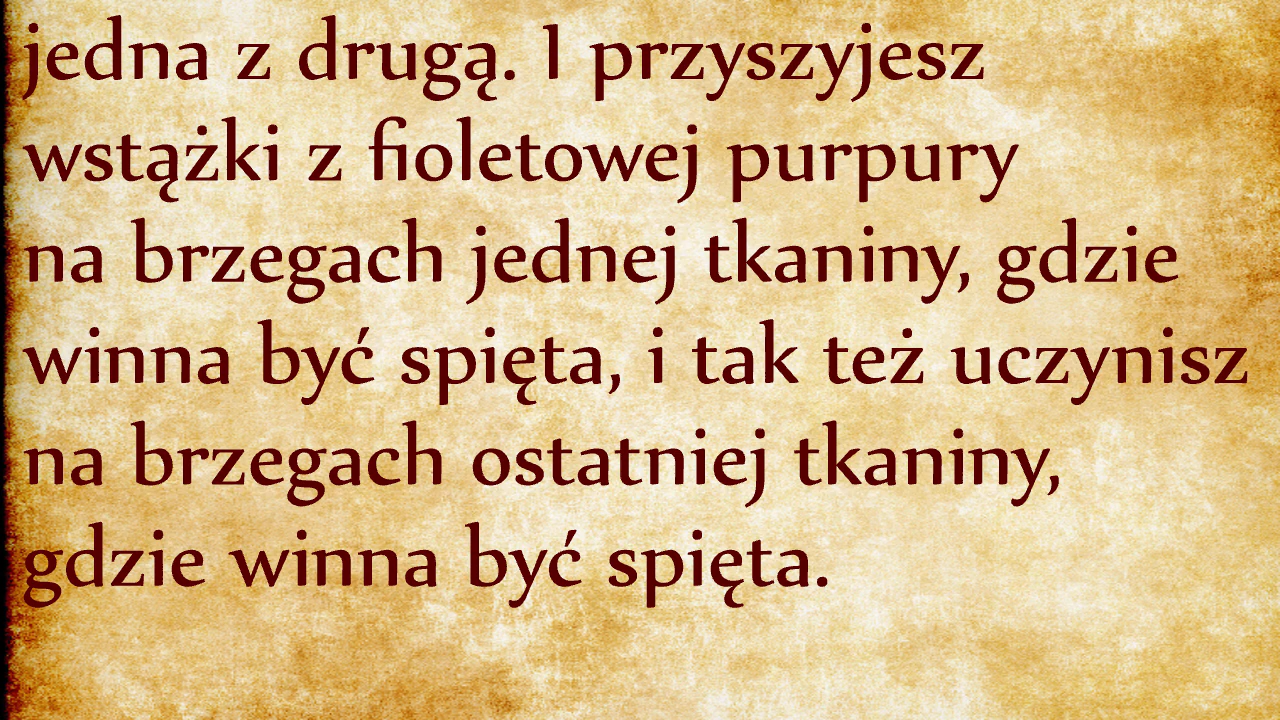 jedna z drugą. I przyszyjesz
wstążki z fioletowej purpury
na brzegach jednej tkaniny, gdzie
winna być spięta, i tak też uczynisz
na brzegach ostatniej tkaniny,
gdzie winna być spięta.